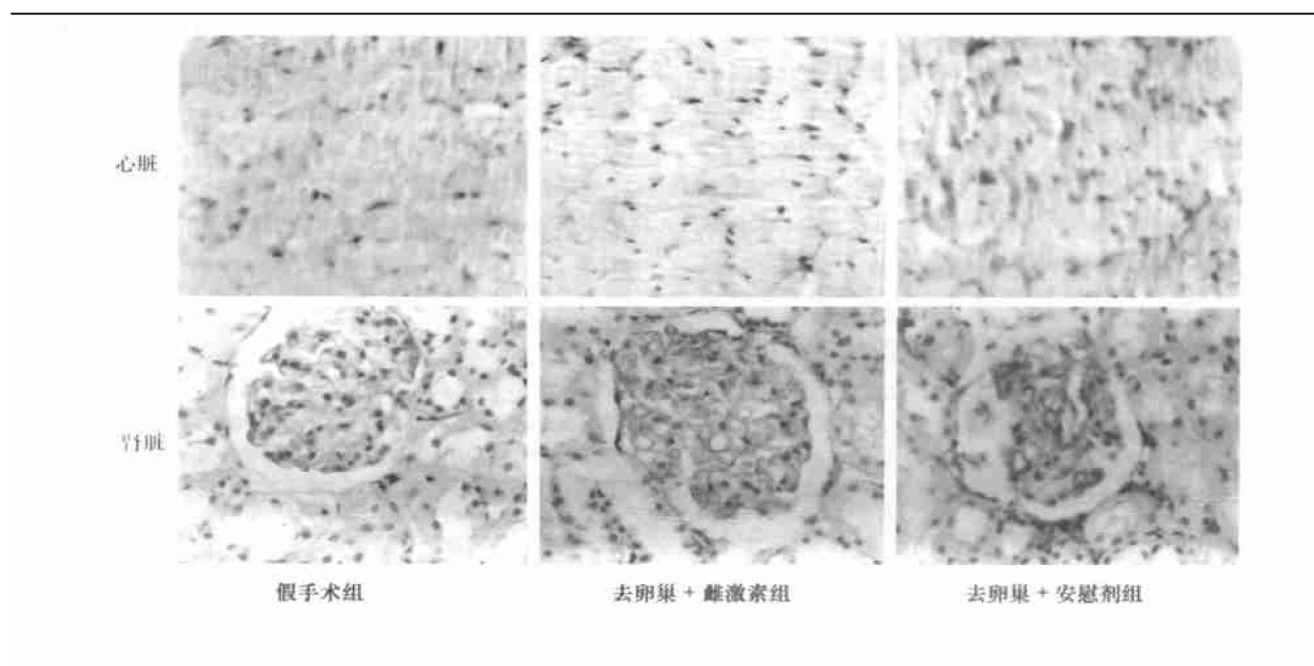 心脏
肾脏
假手术组
去卵巢 + 雌激素组
去卵巢 + 安慰剂组